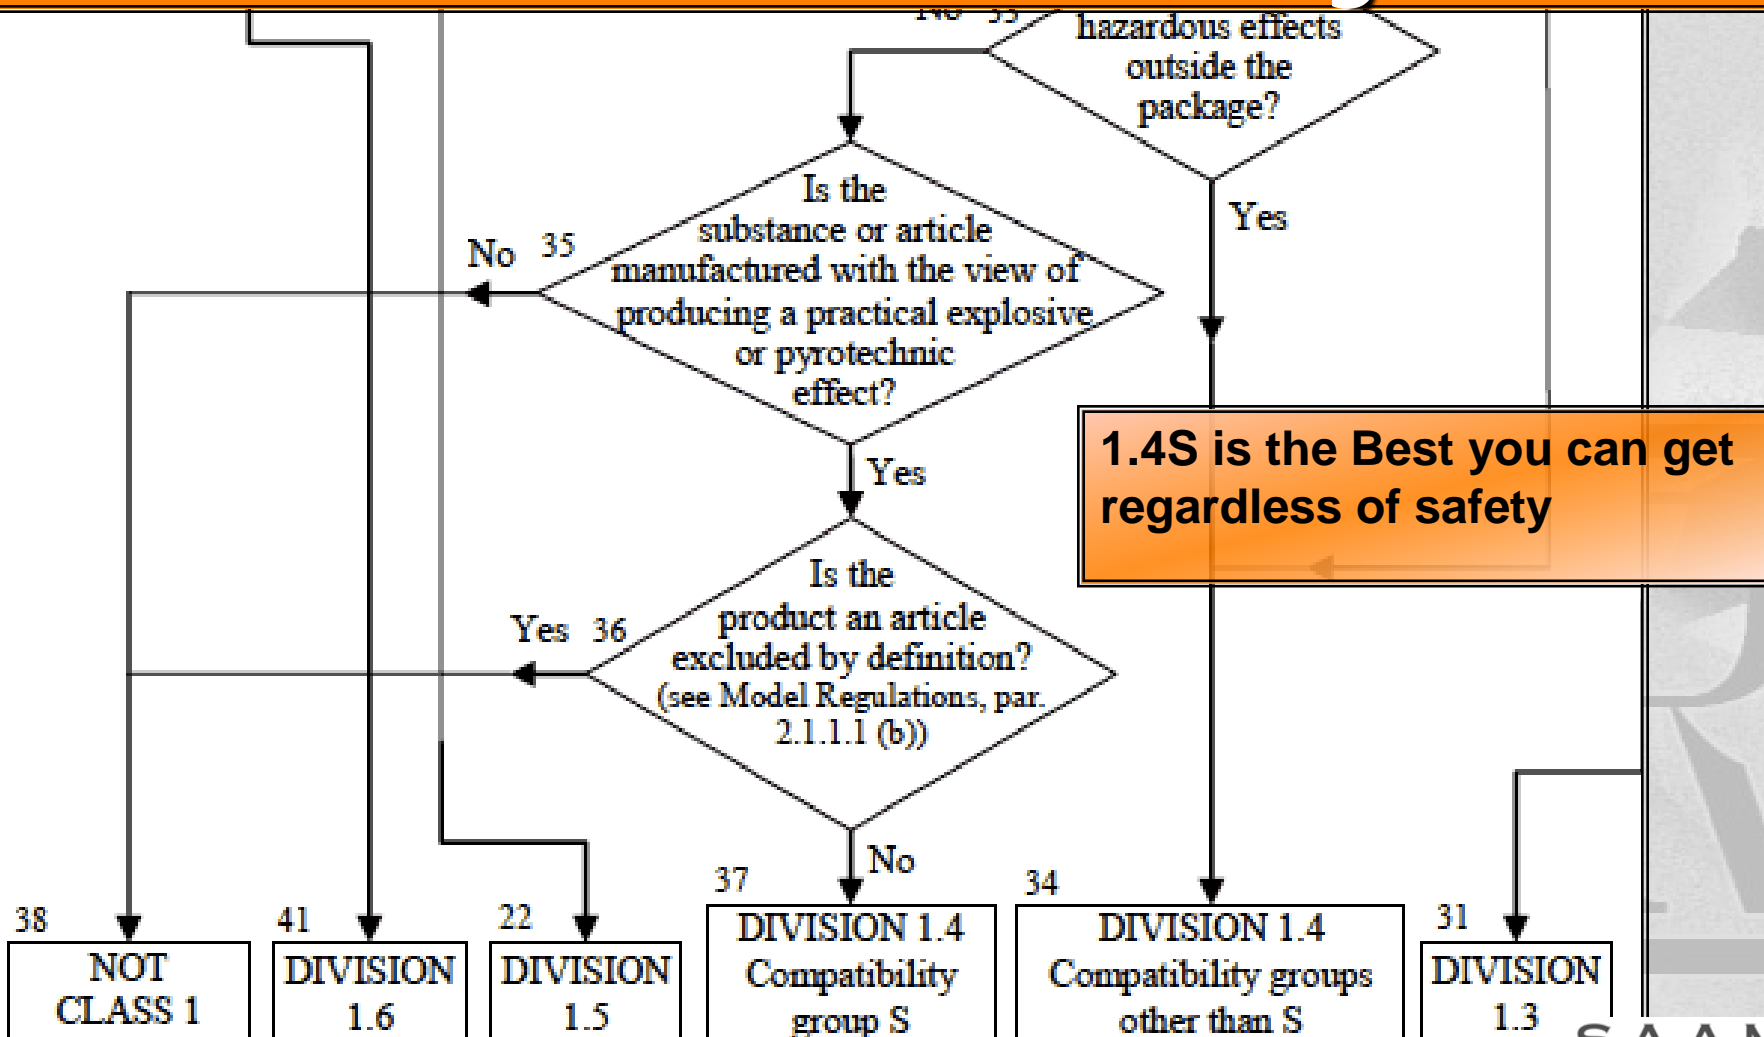 No 33
hazardous effects
outside the
package?
Yes
Is the
substance or article
manufactured with the view of
producing a practical explosive
or pyrotechnic
effect?
No 35
Yes
1.4S is the Best you can get
regardless of safety
Is the
product an article
excluded by definition?
(see Model Regulations, par.
2.1.1.1 (b))
Yes 36
No
38
NOT
CLASS 1
41
DIVISION
1.6
22
DIVISION
1.5
37
DIVISION 1.4
Compatibility
group S
34
DIVISION 1.4
Compatibility groups
other than S
31
DIVISION
1.3